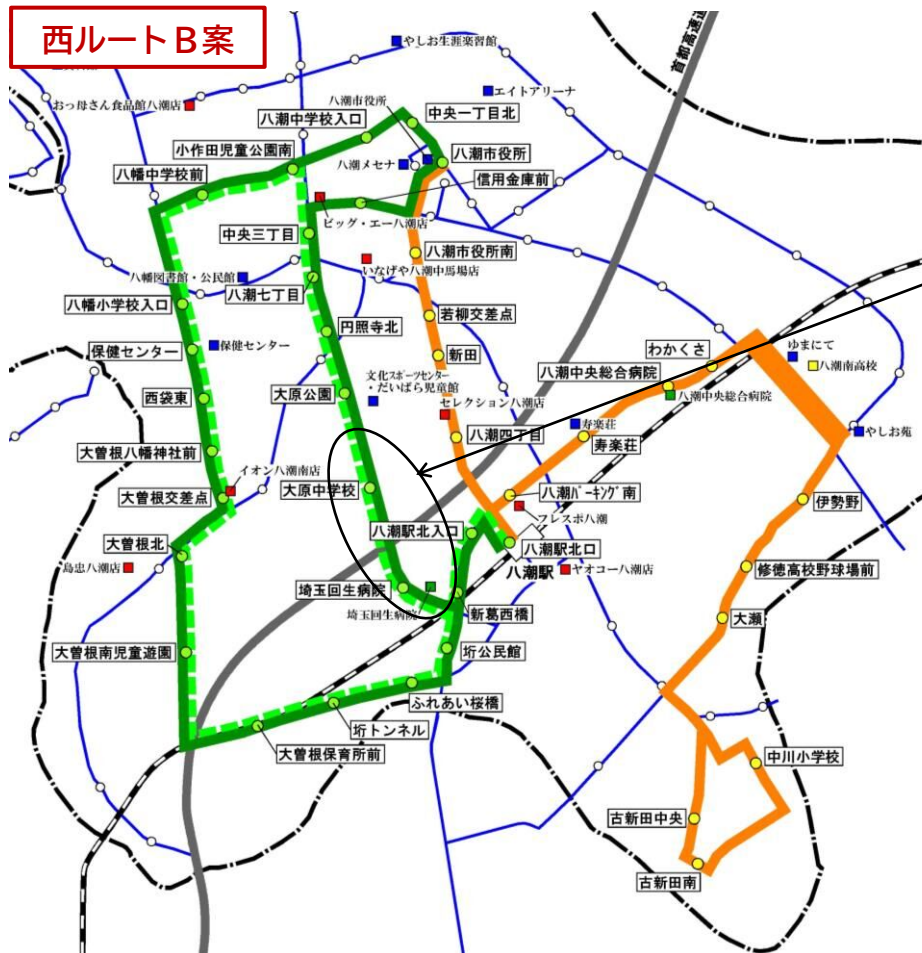 西ルートB案
首都高速道
やしお生涯楽習館
エイトアリーナ
おっ母さん食品館八潮店
八潮市役所
八潮中学校入口
中央一丁目北
小作田児童公園南
八潮市役所
八幡中学校前
八潮メセナ
信用金庫前
ビッグ・エー八潮店
中央三丁目
八潮市役所南
いなげや八潮中馬場店
八幡図書館・公民館
八潮七丁目
八幡小学校入口
若柳交差点
円照寺北
保健センター
保健センター
新田
わかくさ
ゆまにて
八潮南高校
文化スポーツセンター
・だいばら児童館
八潮中央総合病院
八潮中央総合病院
西袋東
大原公園
セレクション八潮店
寿楽荘
やしお苑
八潮四丁目
寿楽荘
大曽根八幡神社前
イオン八潮南店
大原中学校
大曽根交差点
八潮パーキング南
伊勢野
フレスポ八潮
八潮駅北入口
八潮駅北口
大曽根北
八潮駅
ヤオコー八潮店
島忠八潮店
修徳高校野球場前
埼玉回生病院
埼玉回生病院
新葛西橋
大瀬
大曽根南児童遊園
垳公民館
ふれあい桜橋
垳トンネル
大曽根保育所前
中川小学校
古新田中央
古新田南